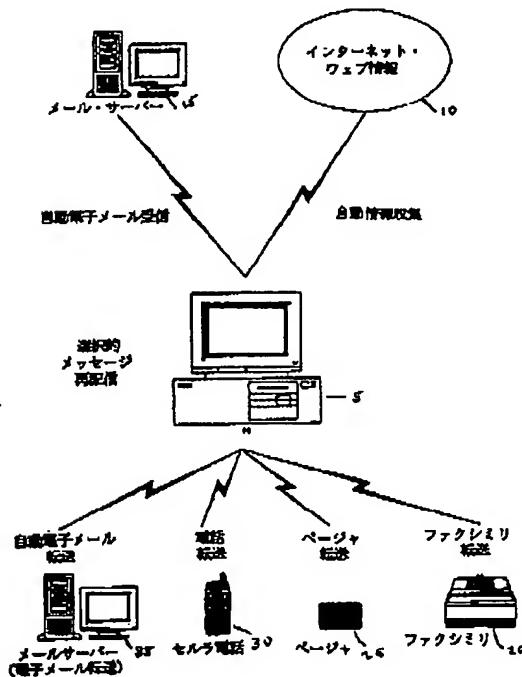 インターネット・
ウェブ情報
メール・サーバー
15
10
自動電子メール受信
自動情報収集
選択的
メッセージ
再配信
5
自動電子メール
転送
電話
転送
ページャ
転送
ファクシミリ
転送
メールサーバー
(電子メール転送)
35
セルラ電話
30
ページャ
25
ファクシミリ
20